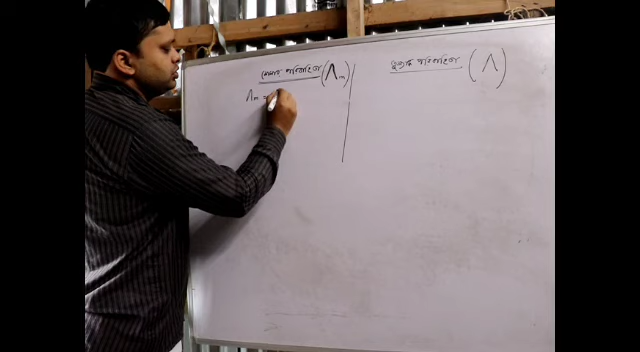 মোলার পরিবাহিতা (Λm)
Λm =
তুল্যাঙ্ক পরিবাহিতা (Λ)